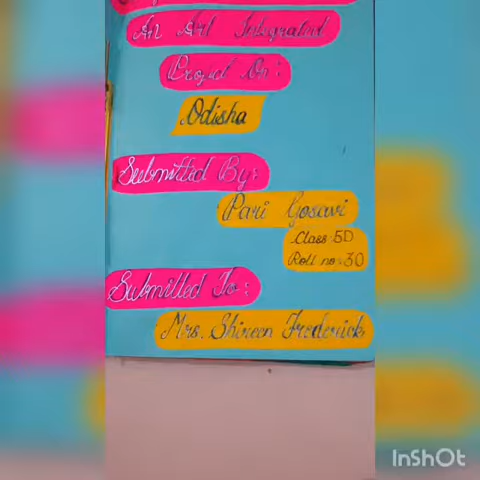 An Art Integrated
Project On:
Odisha
Submitted By:
Pari Gosavi
Class:5D
Roll no:30
Submitted To:
Mrs. Shireen Frederick
InShOt